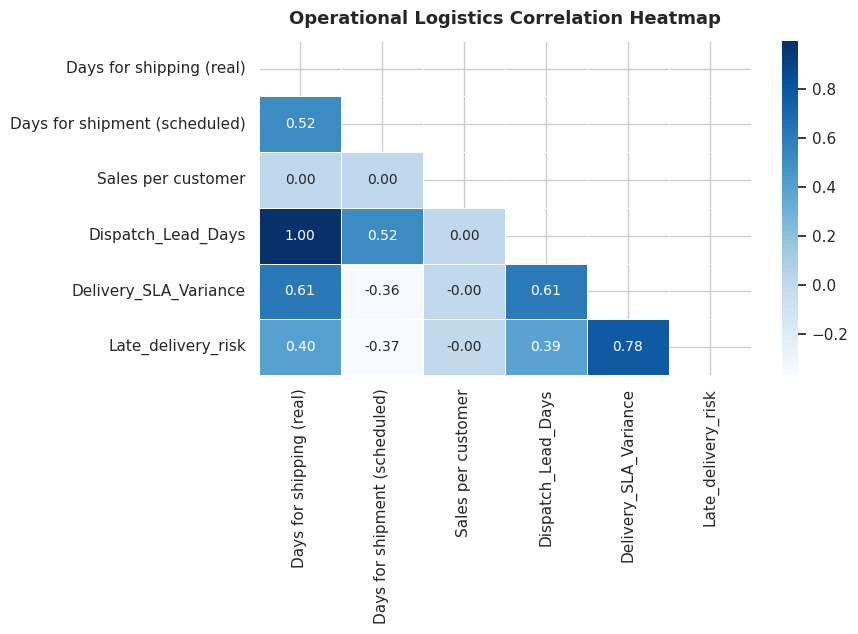 Operational Logistics Correlation Heatmap
Days for shipping (real)
Days for shipment (scheduled) 0.52
Sales per customer 0.00 0.00
Dispatch_Lead_Days 1.00 0.52 0.00
Delivery_SLA_Variance 0.61 -0.36 -0.00 0.61
Late_delivery_risk 0.40 -0.37 -0.00 0.39 0.78
Days for shipping (real)
Days for shipment (scheduled)
Sales per customer
Dispatch_Lead_Days
Delivery_SLA_Variance
Late_delivery_risk
0.8
0.6
0.4
0.2
0.0
−0.2